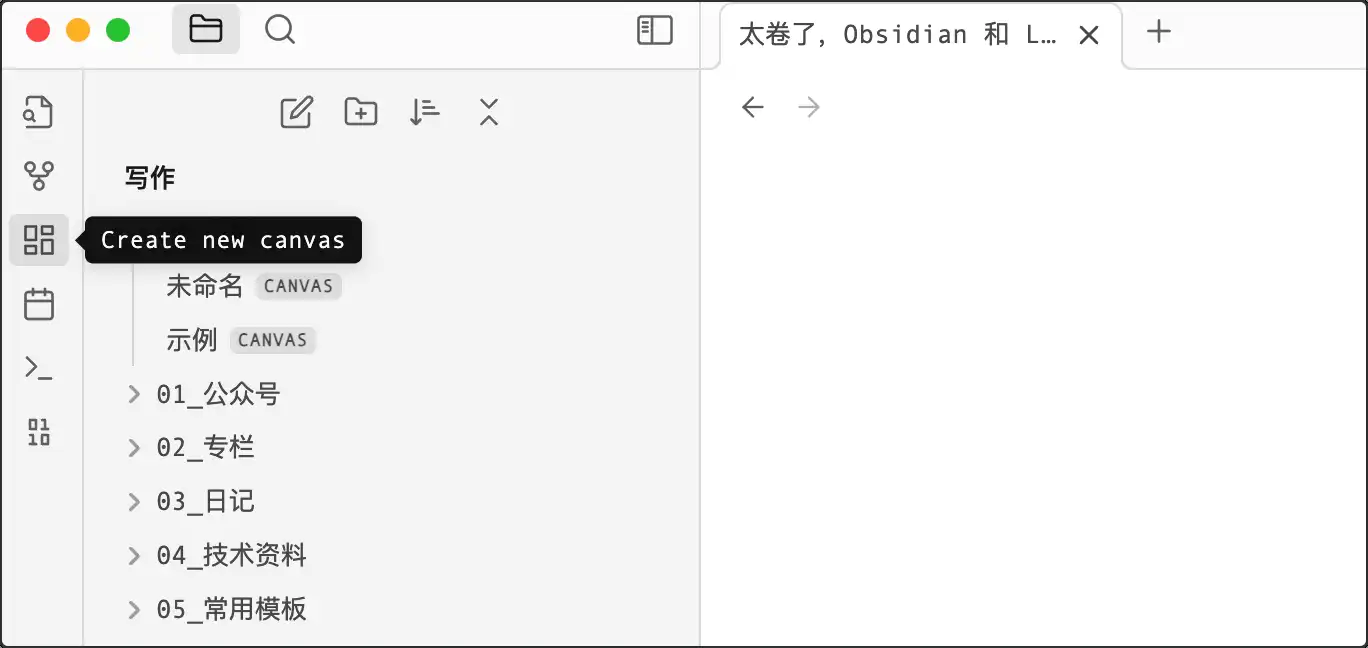 太卷了，Obsidian 和 L…
写作
Create new canvas
未命名 CANVAS
示例 CANVAS
01_公众号
02_专栏
03_日记
04_技术资料
05_常用模板